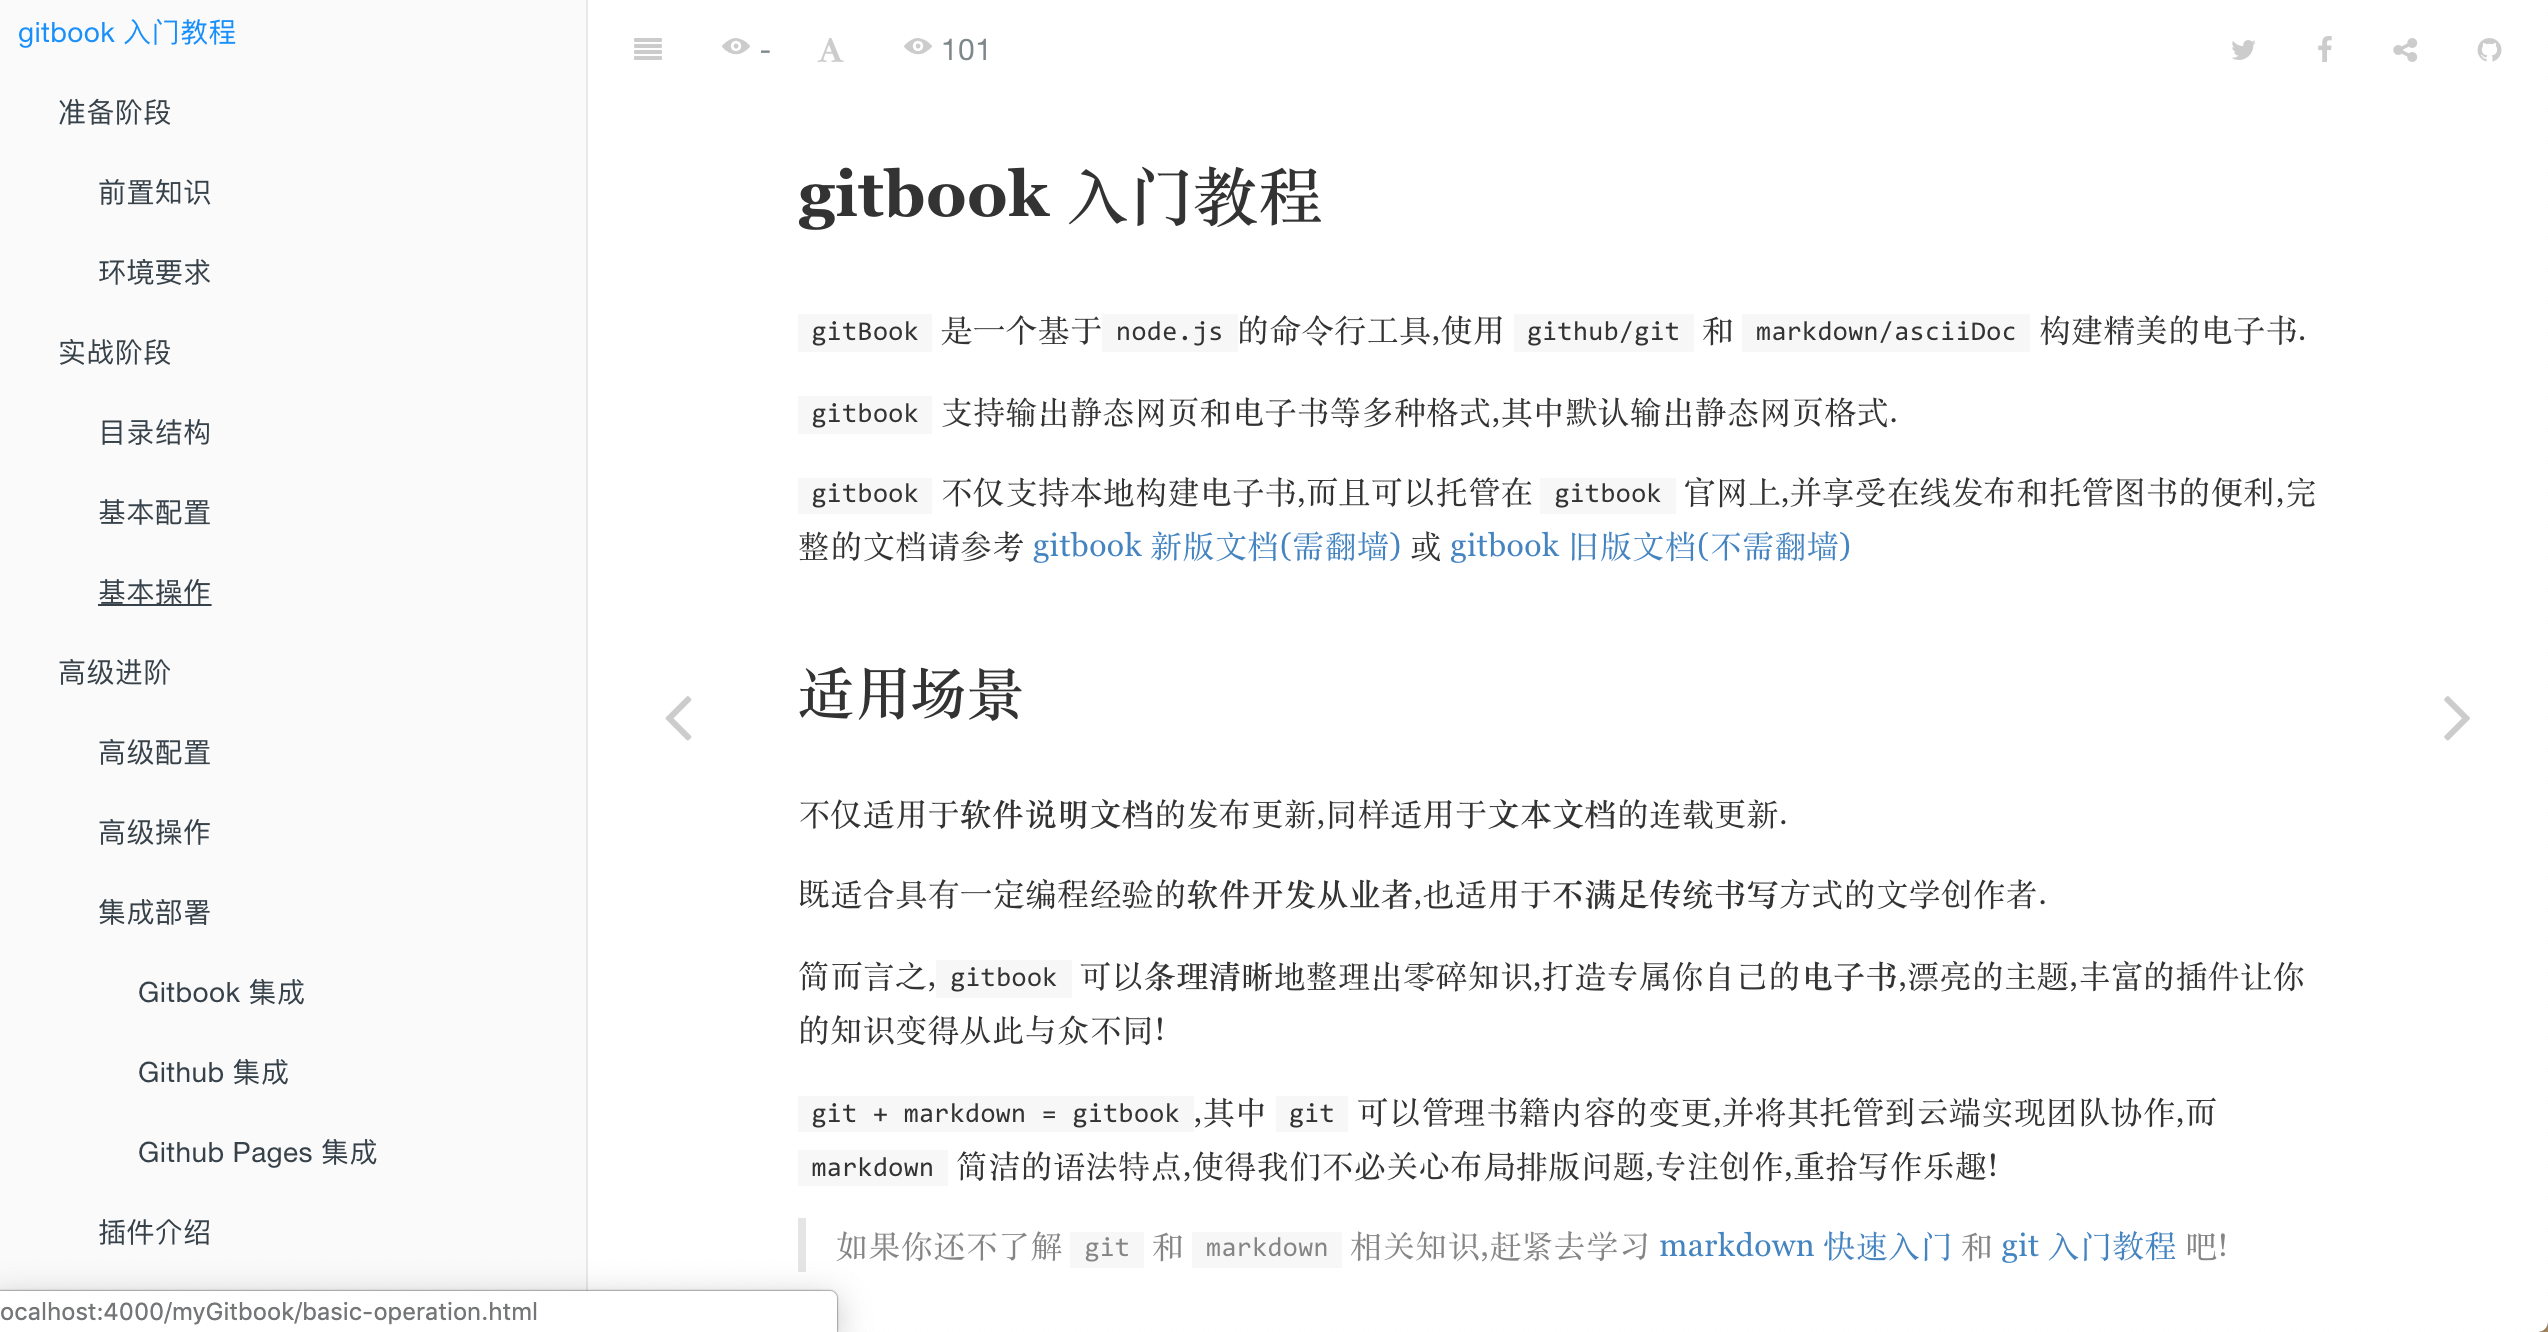 gitbook 入门教程
准备阶段
前置知识
环境要求
实战阶段
目录结构
基本配置
基本操作
高级进阶
高级配置
高级操作
集成部署
Gitbook 集成
Github 集成
Github Pages 集成
插件介绍
ocalhost:4000/myGitbook/basic-operation.html
- A 101
gitbook 入门教程
gitBook 是一个基于 node.js 的命令行工具,使用 github/git 和 markdown/asciiDoc 构建精美的电子书.
gitbook 支持输出静态网页和电子书等多种格式,其中默认输出静态网页格式.
gitbook 不仅支持本地构建电子书,而且可以托管在 gitbook 官网上,并享受在线发布和托管图书的便利,完
整的文档请参考 gitbook 新版文档(需翻墙) 或 gitbook 旧版文档(不需翻墙)
适用场景
不仅适用于软件说明文档的发布更新,同样适用于文本文档的连载更新.
既适合具有一定编程经验的软件开发从业者,也适用于不满足传统书写方式的文学创作者.
简而言之, gitbook 可以条理清晰地整理出零碎知识,打造专属你自己的电子书,漂亮的主题,丰富的插件让你
的知识变得从此与众不同!
git + markdown = gitbook ,其中 git 可以管理书籍内容的变更,并将其托管到云端实现团队协作,而
markdown 简洁的语法特点,使得我们不必关心布局排版问题,专注创作,重拾写作乐趣!
如果你还不了解 git 和 markdown 相关知识,赶紧去学习 markdown 快速入门 和 git 入门教程 吧!